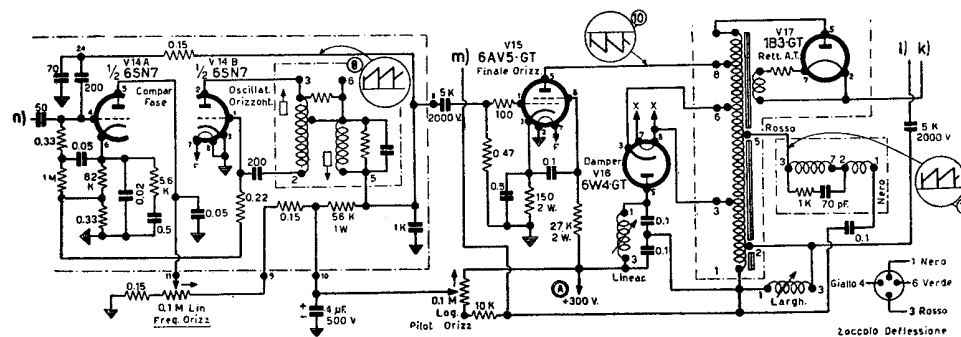 24
0.15
70
200
V14A
½ 6SN7
Compar
Fase
V14B
½ 6SN7
Oscillat.
Orizzont.
8
n)
50
0.33
0.05
1M
82
K
0.33
0.02
0.5
5.6
K
0.05
200
0.22
0.15
56 K
1W
1K
11
9
10
0.15
0.1 M Lin
Freq. Orizz
4 µF.
500 V
m)
V15
6AV5-GT
Finale Orizz.
5 K
2000 V.
100
0.47
0.5
0.1
150
2 W.
27 K
2 W.
Damper
V16
6W4-GT
X X
0.1
0.1
Linear.
A
+300 V.
0.1 M
Log.
Pilot Orizz
10 K
10
V17
1B3-GT
Rett. A.T.
l) k)
5 K
2000 V
Rosso
Nero
1K
70 pF.
0.1
Largh.
1 Nero
Giallo 4
6 Verde
3 Rosso
Zoccolo Deflessione